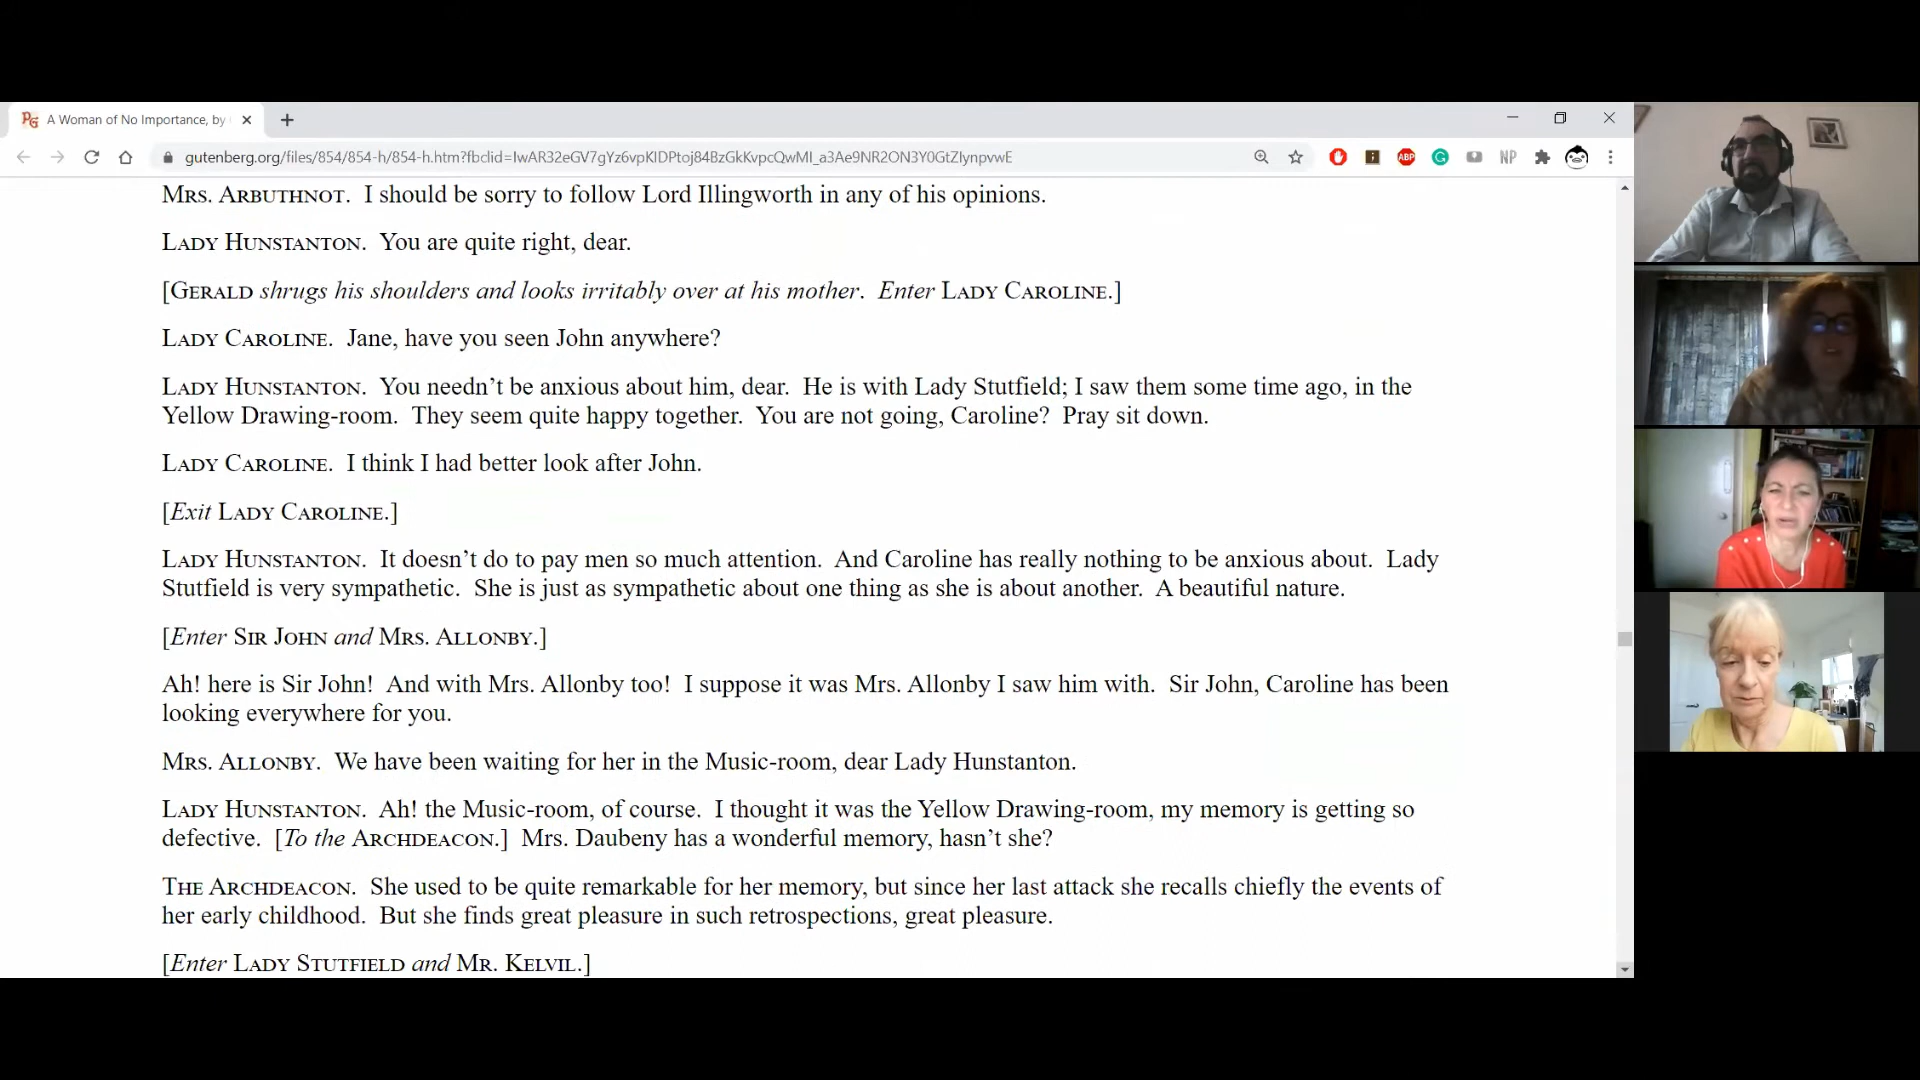 A Woman of No Importance, by
gutenberg.org/files/854/854-h/854-h.htm?fbclid=IwAR32eGV7gYz6vpKIDPtoj84BzGkKvpcQwMI_a3Ae9NR2ON3Y0GtZIynpvwE
ABP
NP
MRS. ARBUTHNOT. I should be sorry to follow Lord Illingworth in any of his opinions.
LADY HUNSTANTON. You are quite right, dear.
[GERALD shrugs his shoulders and looks irritably over at his mother. Enter LADY CAROLINE.]
LADY CAROLINE. Jane, have you seen John anywhere?
LADY HUNSTANTON. You needn’t be anxious about him, dear. He is with Lady Stutfield; I saw them some time ago, in the
Yellow Drawing-room. They seem quite happy together. You are not going, Caroline? Pray sit down.
LADY CAROLINE. I think I had better look after John.
[Exit LADY CAROLINE.]
LADY HUNSTANTON. It doesn’t do to pay men so much attention. And Caroline has really nothing to be anxious about. Lady
Stutfield is very sympathetic. She is just as sympathetic about one thing as she is about another. A beautiful nature.
[Enter SIR JOHN and MRS. ALLONBY.]
Ah! here is Sir John! And with Mrs. Allonby too! I suppose it was Mrs. Allonby I saw him with. Sir John, Caroline has been
looking everywhere for you.
MRS. ALLONBY. We have been waiting for her in the Music-room, dear Lady Hunstanton.
LADY HUNSTANTON. Ah! the Music-room, of course. I thought it was the Yellow Drawing-room, my memory is getting so
defective. [To the ARCHDEACON.] Mrs. Daubeny has a wonderful memory, hasn’t she?
THE ARCHDEACON. She used to be quite remarkable for her memory, but since her last attack she recalls chiefly the events of
her early childhood. But she finds great pleasure in such retrospections, great pleasure.
[Enter LADY STUTFIELD and MR. KELVIL.]